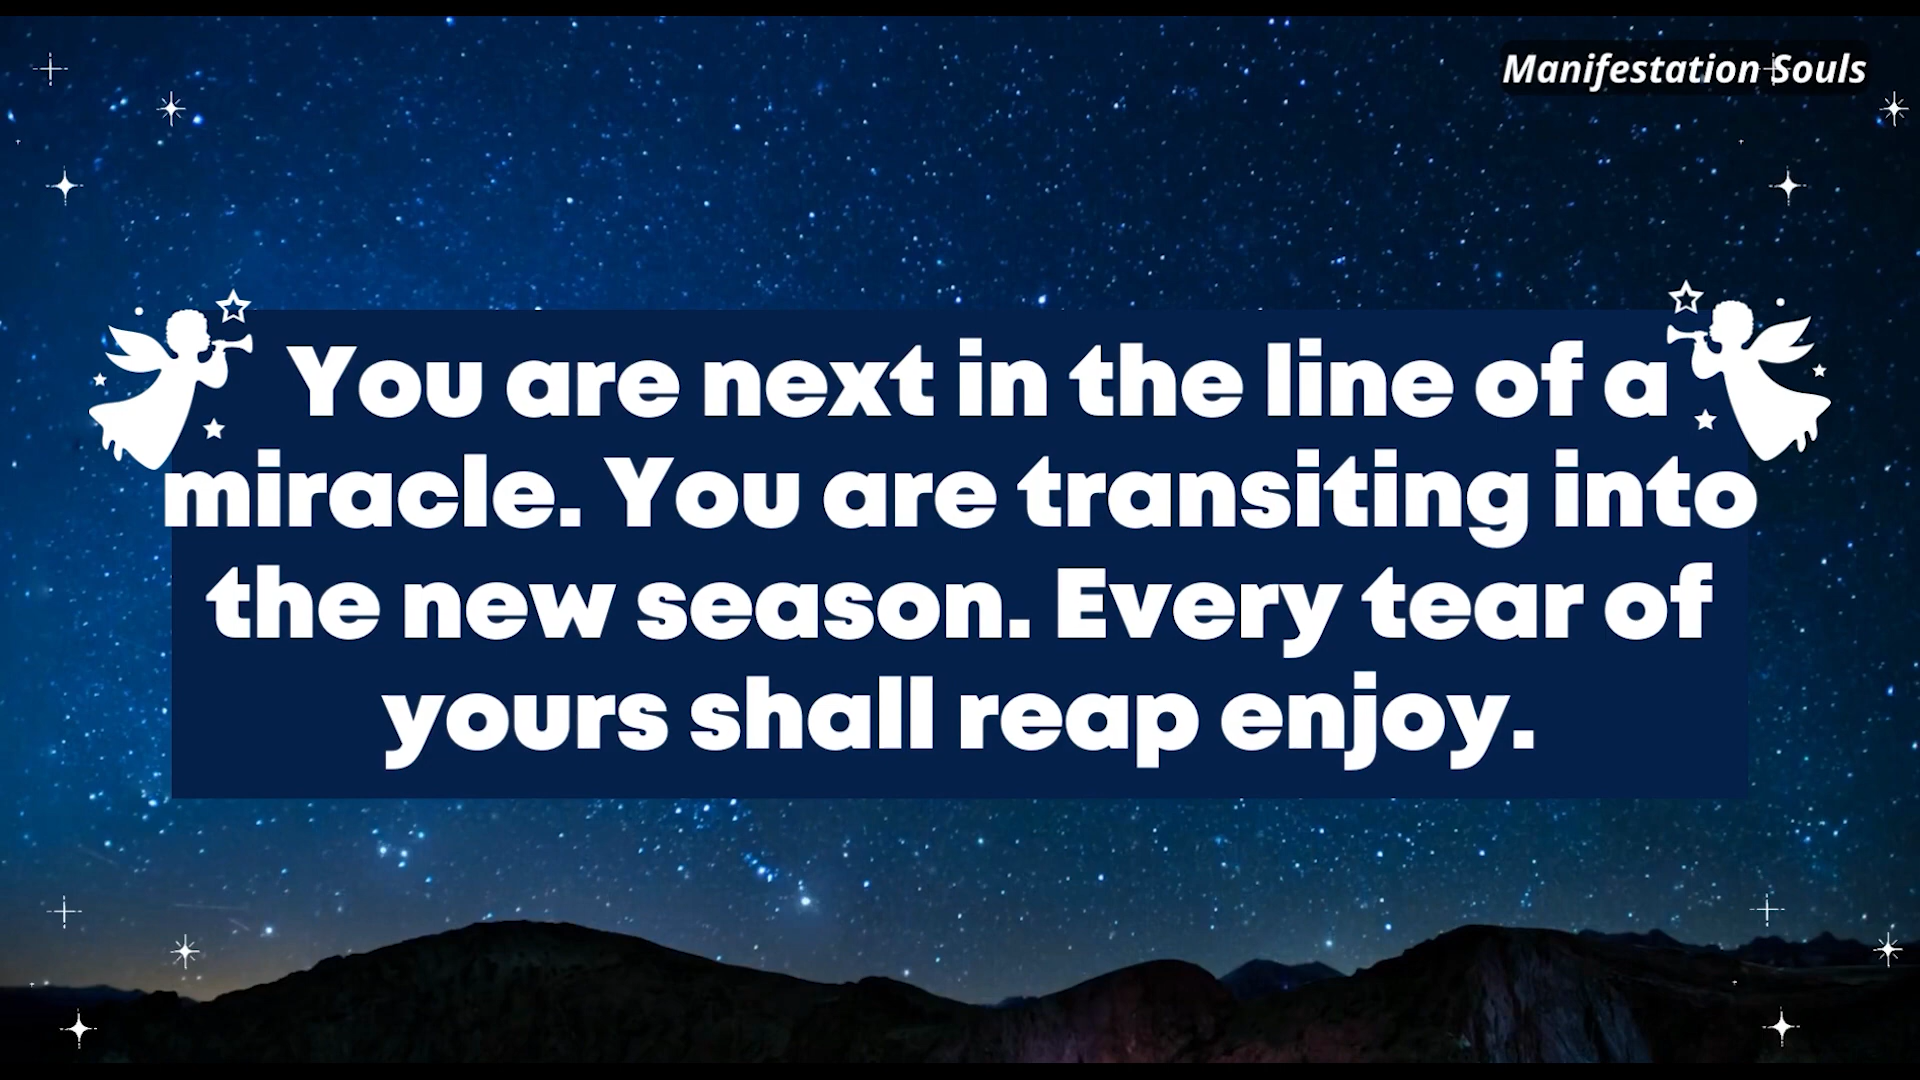 Manifestation Souls
You are next in the line of a
miracle. You are transiting into
the new season. Every tear of
yours shall reap enjoy.